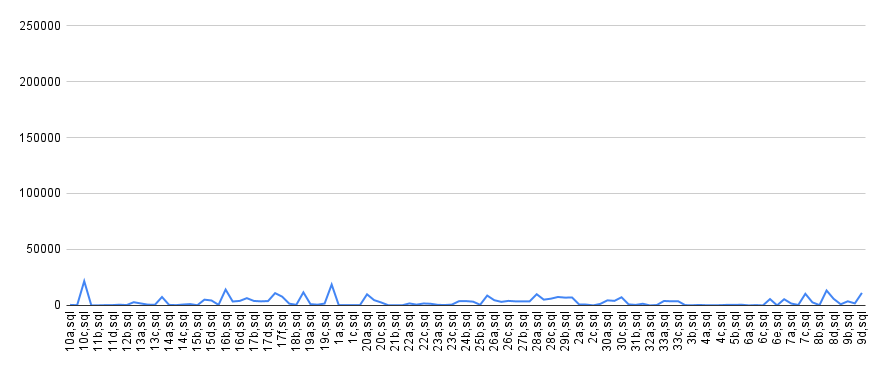 250000
200000
150000
100000
50000
0
10a,sql
10c,sql
11b,sql
11d,sql
12b,sql
13a,sql
13c,sql
14a,sql
14c,sql
15b,sql
15d,sql
16b,sql
16d,sql
17b,sql
17d,sql
17f,sql
18b,sql
19a,sql
19c,sql
1a,sql
1c,sql
20a,sql
20c,sql
21b,sql
22a,sql
22c,sql
23a,sql
23c,sql
24b,sql
25b,sql
26a,sql
26c,sql
27b,sql
28a,sql
28c,sql
29b,sql
2a,sql
2c,sql
30a,sql
30c,sql
31b,sql
32a,sql
33a,sql
33c,sql
3b,sql
4a,sql
4c,sql
5b,sql
6a,sql
6c,sql
6e,sql
7a,sql
7c,sql
8b,sql
8d,sql
9b,sql
9d,sql